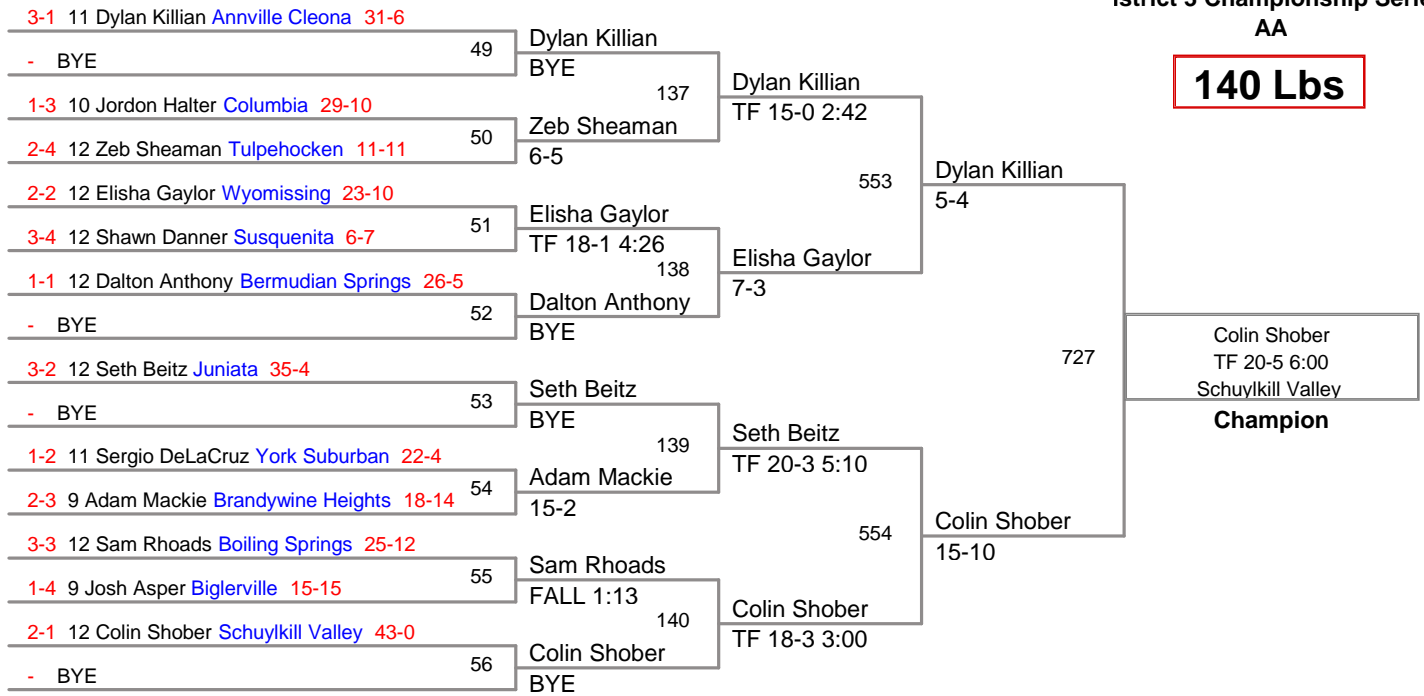 istrict 3 Championship Serie
AA
140 Lbs
3-1 11 Dylan Killian Annville Cleona 31-6
- BYE
1-3 10 Jordon Halter Columbia 29-10
2-4 12 Zeb Sheaman Tulpehocken 11-11
2-2 12 Elisha Gaylor Wyomissing 23-10
3-4 12 Shawn Danner Susquenita 6-7
1-1 12 Dalton Anthony Bermudian Springs 26-5
- BYE
3-2 12 Seth Beitz Juniata 35-4
- BYE
1-2 11 Sergio DeLaCruz York Suburban 22-4
2-3 9 Adam Mackie Brandywine Heights 18-14
3-3 12 Sam Rhoads Boiling Springs 25-12
1-4 9 Josh Asper Biglerville 15-15
2-1 12 Colin Shober Schuylkill Valley 43-0
- BYE
49
50
51
52
53
54
55
56
Dylan Killian
BYE
Zeb Sheaman
6-5
Elisha Gaylor
TF 18-1 4:26
Dalton Anthony
BYE
Seth Beitz
BYE
Adam Mackie
15-2
Sam Rhoads
FALL 1:13
Colin Shober
BYE
137
138
139
140
Dylan Killian
TF 15-0 2:42
Elisha Gaylor
7-3
Seth Beitz
TF 20-3 5:10
Colin Shober
TF 18-3 3:00
553
554
Dylan Killian
5-4
Colin Shober
15-10
727
Colin Shober
TF 20-5 6:00
Schuylkill Valley
Champion